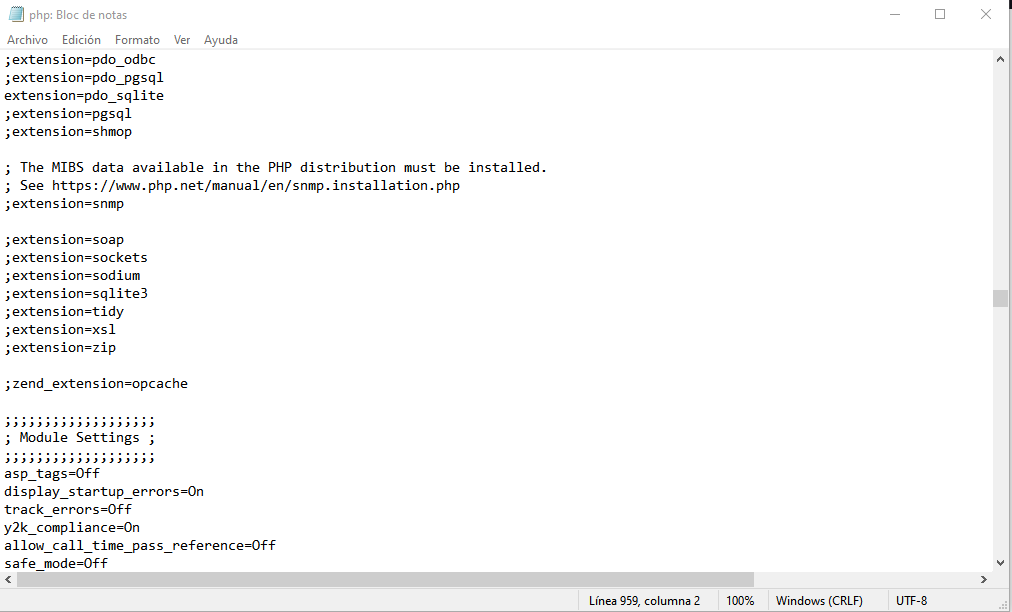 php: Bloc de notas
Archivo Edición Formato Ver Ayuda
;extension=pdo_odbc
;extension=pdo_pgsql
extension=pdo_sqlite
;extension=pgsql
;extension=shmop
; The MIBS data available in the PHP distribution must be installed.
; See https://www.php.net/manual/en/snmp.installation.php
;extension=snmp
;extension=soap
;extension=sockets
;extension=sodium
;extension=sqlite3
;extension=tidy
;extension=xsl
;extension=zip
;zend_extension=opcache
;;;;;;;;;;;;;;;;;;;
; Module Settings ;
;;;;;;;;;;;;;;;;;;;
asp_tags=Off
display_startup_errors=On
track_errors=Off
y2k_compliance=On
allow_call_time_pass_reference=Off
safe_mode=Off
Línea 959, columna 2 100% Windows (CRLF) UTF-8